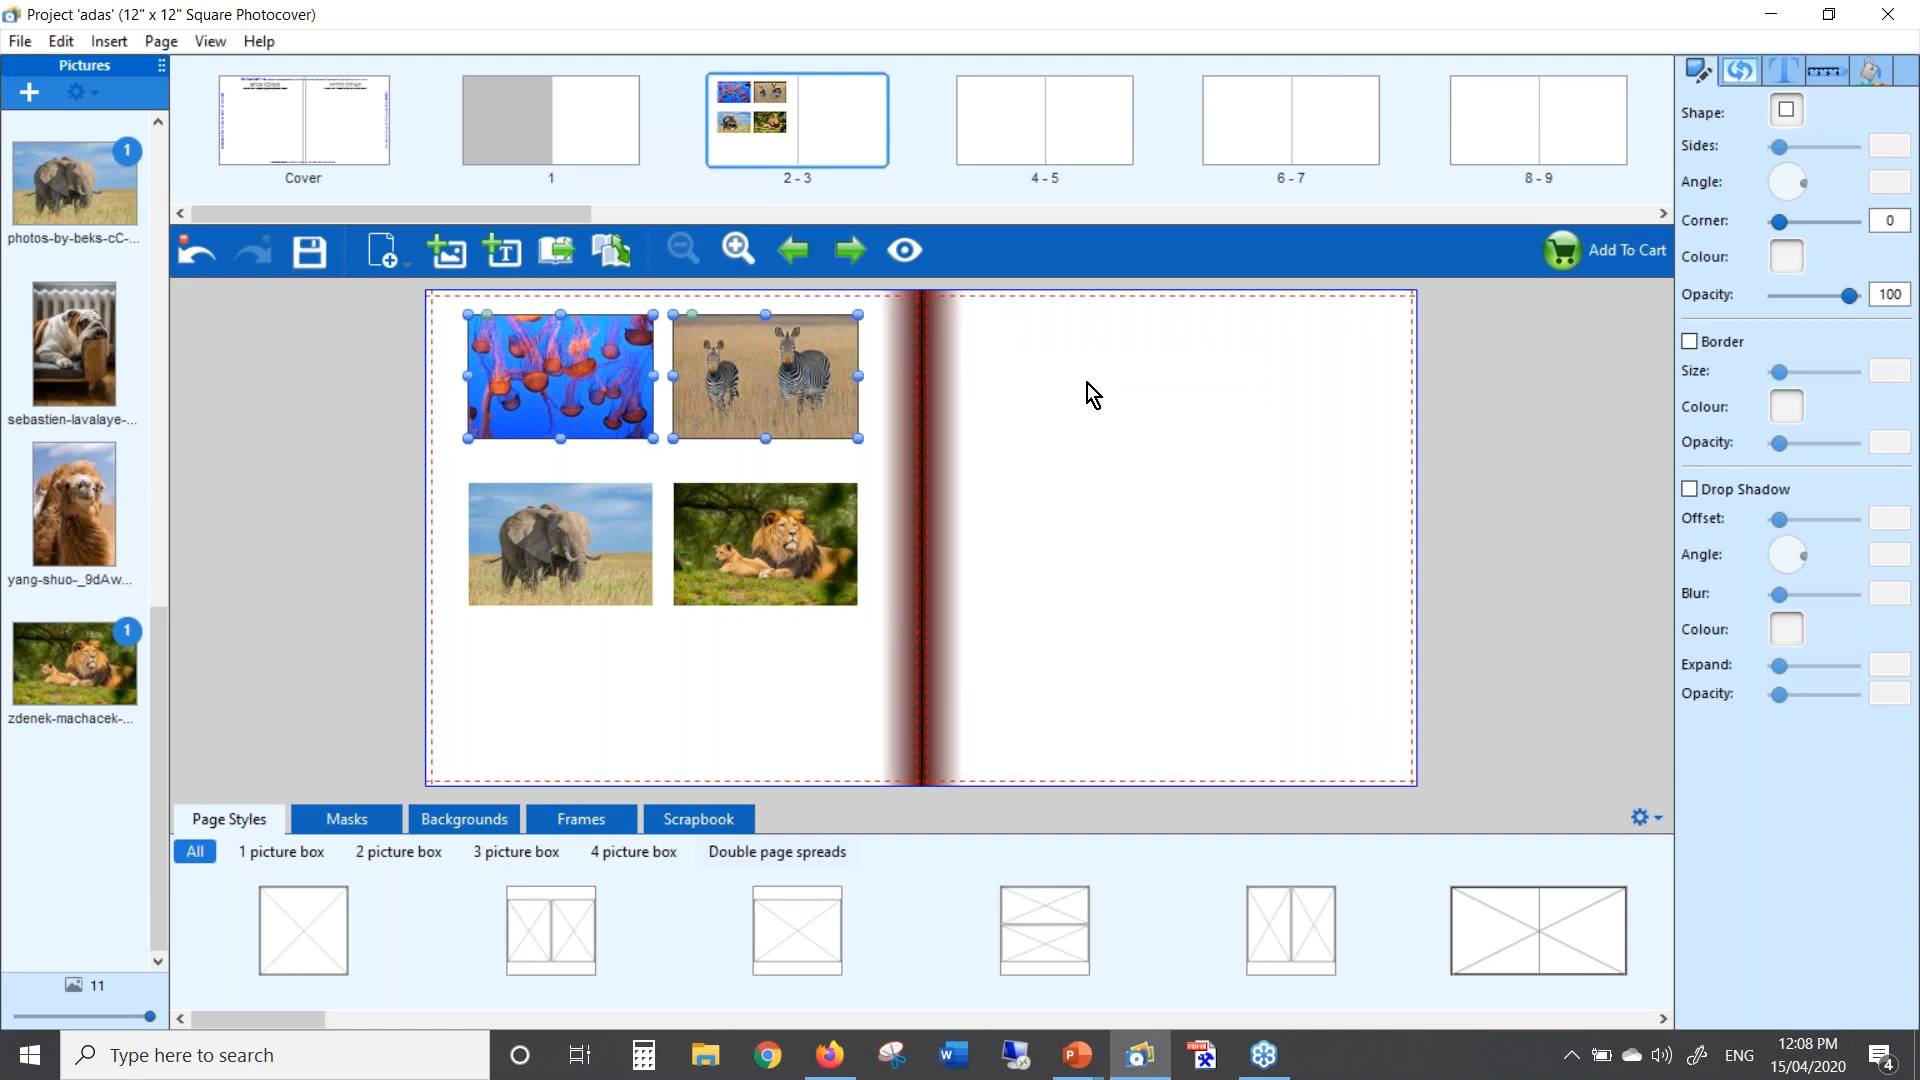 Project 'adas' (12" x 12" Square Photocover)
File Edit Insert Page View Help
Pictures
1
photos-by-beks-cC-...
sebastien-lavalaye-...
yang-shuo-_9dAw...
1
zdenek-machacek-...
11
Cover
1
2 - 3
4 - 5
6 - 7
8 - 9
Add To Cart
Page Styles Masks Backgrounds Frames Scrapbook
All 1 picture box 2 picture box 3 picture box 4 picture box Double page spreads
Shape:
Sides:
Angle:
Corner: 0
Colour:
Opacity: 100
Border
Size:
Colour:
Opacity:
Drop Shadow
Offset:
Angle:
Blur:
Colour:
Expand:
Opacity:
Type here to search
ENG
12:08 PM
15/04/2020
4